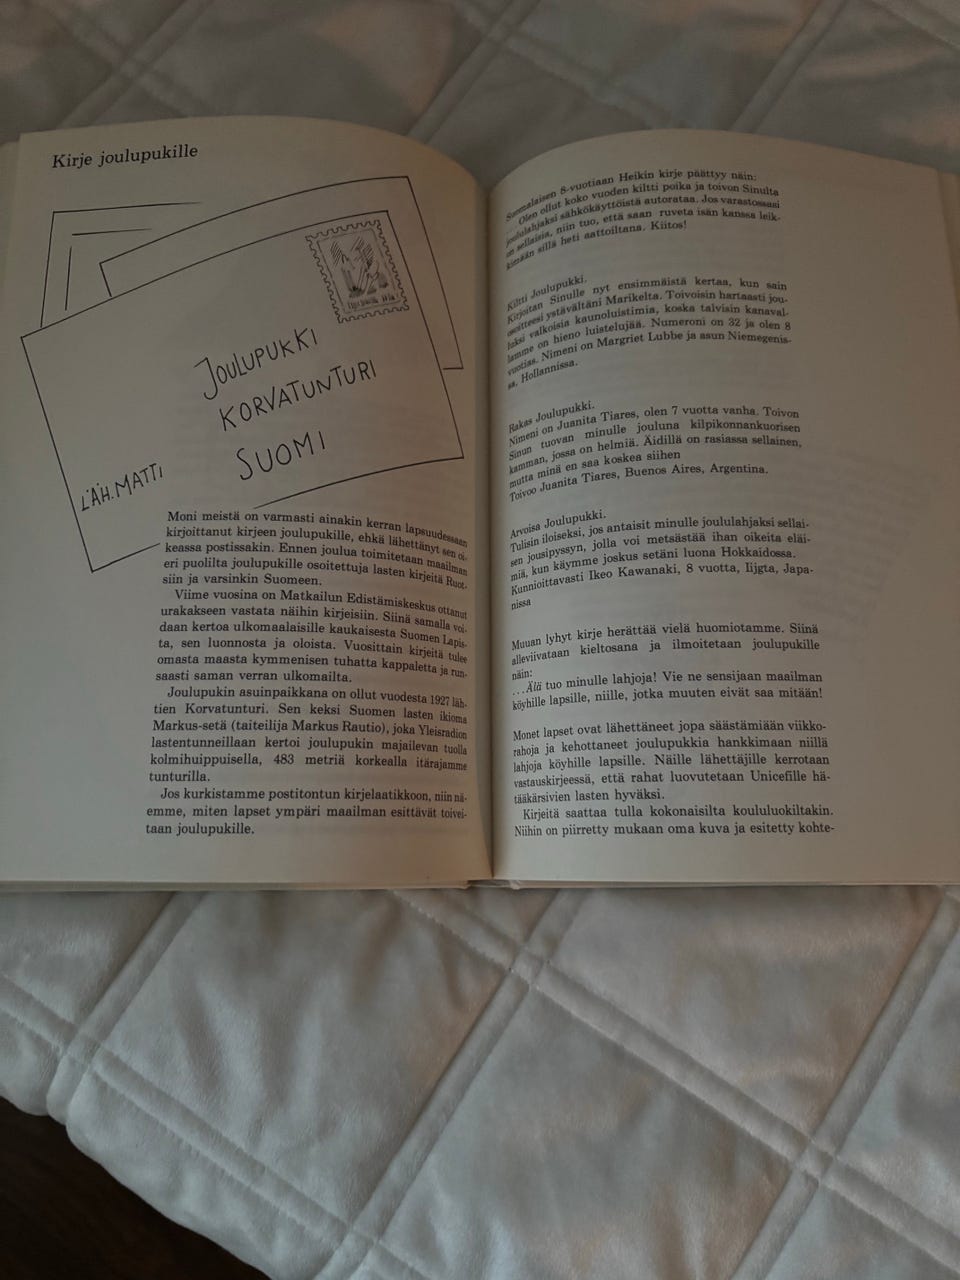 Kirje joulupukille
JOULUPUKKI
KORVATUNTURI
SUOMI
LÄH. MATTI
Moni meistä on varmasti ainakin kerran lapsuudessaan
kirjoittanut kirjeen joulupukille, ehkä lähettänyt sen oi-
keassa postissakin. Ennen joulua toimitetaan maailman
eri puolilta joulupukille osoitettuja lasten kirjeitä Ruot-
siin ja varsinkin Suomeen.
Viime vuosina on Matkailun Edistämiskeskus ottanut
urakakseen vastata näihin kirjeisiin. Siinä samalla voi-
daan kertoa ulkomaalaisille kaukaisesta Suomen Lapis-
ta, sen luonnosta ja oloista. Vuosittain kirjeitä tulee
omasta maasta kymmenisen tuhatta kappaletta ja run-
saasti saman verran ulkomailta.
Joulupukin asuinpaikkana on ollut vuodesta 1927 läh-
tien Korvatunturi. Sen keksi Suomen lasten ikioma
Markus-setä (taiteilija Markus Rautio), joka Yleisradion
lastentunneillaan kertoi joulupukin majailevan tuolla
kolmihuippuisella, 483 metriä korkealla itärajamme
tunturilla.
Jos kurkistamme postitontun kirjelaatikkoon, niin nä-
emme, miten lapset ympäri maailman esittävät toivei-
taan joulupukille.
Suomalaisen 8-vuotiaan Heikin kirje päättyy näin:
Olen ollut koko vuoden kiltti poika ja toivon Sinulta
joululahjaksi sähkökäyttöistä autorataa. Jos varastossasi
on sellaisia, niin tuo, että saan ruveta isän kanssa leik-
kimään sillä heti aattoiltana. Kiitos!
Kiltti Joulupukki.
Kirjoitan Sinulle nyt ensimmäistä kertaa, kun sain
osoitteesi ystävältäni Marikelta. Toivoisin hartaasti jou-
luksi valkoisia kaunoluistimia, koska talvisin kanaval-
lamme on hieno luistelujää. Numeroni on 32 ja olen 8
vuotias. Nimeni on Margriet Lubbe ja asun Niemegenis-
sa, Hollannissa.
Rakas Joulupukki.
Nimeni on Juanita Tiares, olen 7 vuotta vanha. Toivon
Sinun tuovan minulle jouluna kilpikonnankuorisen
kamman, jossa on helmiä. Äidillä on rasiassa sellainen,
mutta minä en saa koskea siihen
Toivoo Juanita Tiares, Buenos Aires, Argentina.
Arvoisa Joulupukki.
Tulisin iloiseksi, jos antaisit minulle joululahjaksi sellai-
sen jousipyssyn, jolla voi metsästää ihan oikeita eläi-
miä, kun käymme joskus setäni luona Hokkaidossa.
Kunnioittavasti Ikeo Kawanaki, 8 vuotta, Iijgta, Japa-
nissa
Muuan lyhyt kirje herättää vielä huomiotamme. Siinä
alleviivataan kieltosana ja ilmoitetaan joulupukille
näin:
...Älä tuo minulle lahjoja! Vie ne sensijaan maailman
köyhille lapsille, niille, jotka muuten eivät saa mitään!
Monet lapset ovat lähettäneet jopa säästämiään viikko-
rahoja ja kehottaneet joulupukkia hankkimaan niillä
lahjoja köyhille lapsille. Näille lähettäjille kerrotaan
vastauskirjeessä, että rahat luovutetaan Unicefille hä-
tääkärsivien lasten hyväksi.
Kirjeitä saattaa tulla kokonaisilta koululuokiltakin.
Niihin on piirretty mukaan oma kuva ja esitetty kohte-